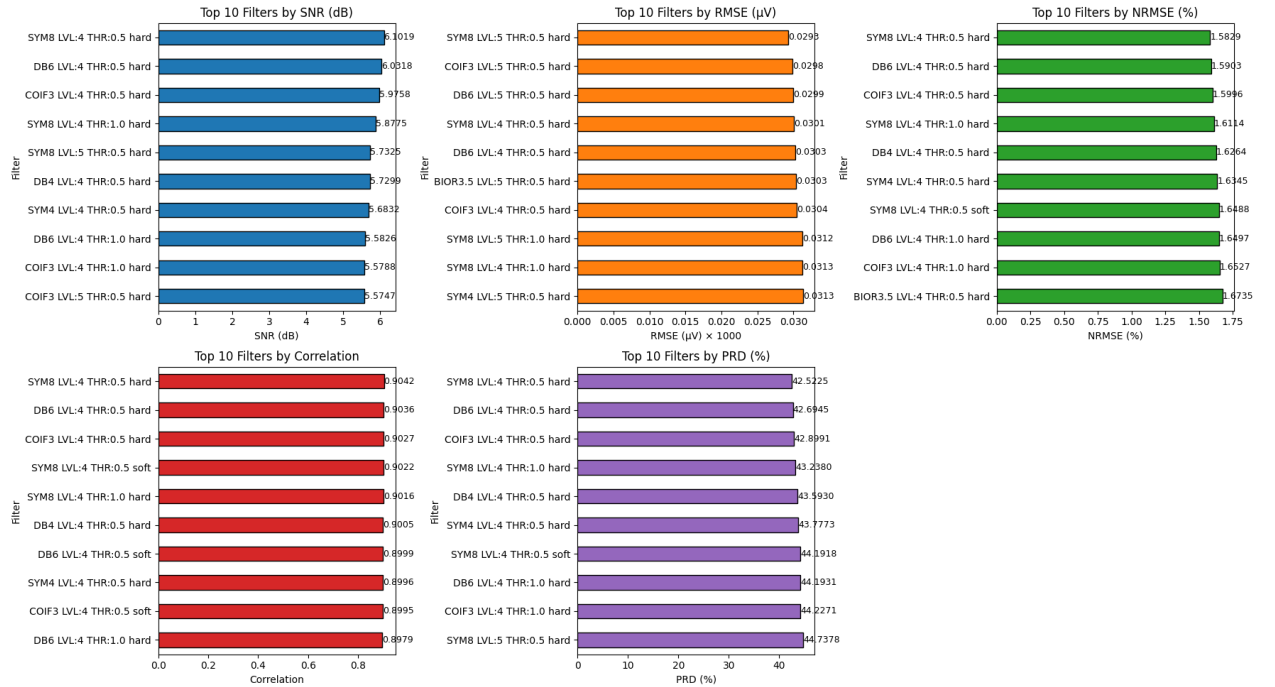 Top 10 Filters by SNR (dB)
Filter
SYM8 LVL:4 THR:0.5 hard 6.1019
DB6 LVL:4 THR:0.5 hard 6.0318
COIF3 LVL:4 THR:0.5 hard 5.9758
SYM8 LVL:4 THR:1.0 hard 5.8775
SYM8 LVL:5 THR:0.5 hard 5.7325
DB4 LVL:4 THR:0.5 hard 5.7299
SYM4 LVL:4 THR:0.5 hard 5.6832
DB6 LVL:4 THR:1.0 hard 5.5826
COIF3 LVL:4 THR:1.0 hard 5.5788
COIF3 LVL:5 THR:0.5 hard 5.5747
0 1 2 3 4 5 6
SNR (dB)
Top 10 Filters by RMSE (µV)
Filter
SYM8 LVL:5 THR:0.5 hard 0.0293
COIF3 LVL:5 THR:0.5 hard 0.0298
DB6 LVL:5 THR:0.5 hard 0.0299
SYM8 LVL:4 THR:0.5 hard 0.0301
DB6 LVL:4 THR:0.5 hard 0.0303
BIOR3.5 LVL:5 THR:0.5 hard 0.0303
COIF3 LVL:4 THR:0.5 hard 0.0304
SYM8 LVL:5 THR:1.0 hard 0.0312
SYM8 LVL:4 THR:1.0 hard 0.0313
SYM4 LVL:5 THR:0.5 hard 0.0313
0.000 0.005 0.010 0.015 0.020 0.025 0.030
RMSE (µV) × 1000
Top 10 Filters by NRMSE (%)
Filter
SYM8 LVL:4 THR:0.5 hard 1.5829
DB6 LVL:4 THR:0.5 hard 1.5903
COIF3 LVL:4 THR:0.5 hard 1.5996
SYM8 LVL:4 THR:1.0 hard 1.6114
DB4 LVL:4 THR:0.5 hard 1.6264
SYM4 LVL:4 THR:0.5 hard 1.6345
SYM8 LVL:4 THR:0.5 soft 1.6488
DB6 LVL:4 THR:1.0 hard 1.6497
COIF3 LVL:4 THR:1.0 hard 1.6527
BIOR3.5 LVL:4 THR:0.5 hard 1.6735
0.00 0.25 0.50 0.75 1.00 1.25 1.50 1.75
NRMSE (%)
Top 10 Filters by Correlation
Filter
SYM8 LVL:4 THR:0.5 hard 0.9042
DB6 LVL:4 THR:0.5 hard 0.9036
COIF3 LVL:4 THR:0.5 hard 0.9027
SYM8 LVL:4 THR:0.5 soft 0.9022
SYM8 LVL:4 THR:1.0 hard 0.9016
DB4 LVL:4 THR:0.5 hard 0.9005
DB6 LVL:4 THR:0.5 soft 0.8999
SYM4 LVL:4 THR:0.5 hard 0.8996
COIF3 LVL:4 THR:0.5 soft 0.8995
DB6 LVL:4 THR:1.0 hard 0.8979
0.0 0.2 0.4 0.6 0.8
Correlation
Top 10 Filters by PRD (%)
Filter
SYM8 LVL:4 THR:0.5 hard 42.5225
DB6 LVL:4 THR:0.5 hard 42.6945
COIF3 LVL:4 THR:0.5 hard 42.8991
SYM8 LVL:4 THR:1.0 hard 43.2380
DB4 LVL:4 THR:0.5 hard 43.5930
SYM4 LVL:4 THR:0.5 hard 43.7773
SYM8 LVL:4 THR:0.5 soft 44.1918
DB6 LVL:4 THR:1.0 hard 44.1931
COIF3 LVL:4 THR:1.0 hard 44.2271
SYM8 LVL:5 THR:0.5 hard 44.7378
0 10 20 30 40
PRD (%)